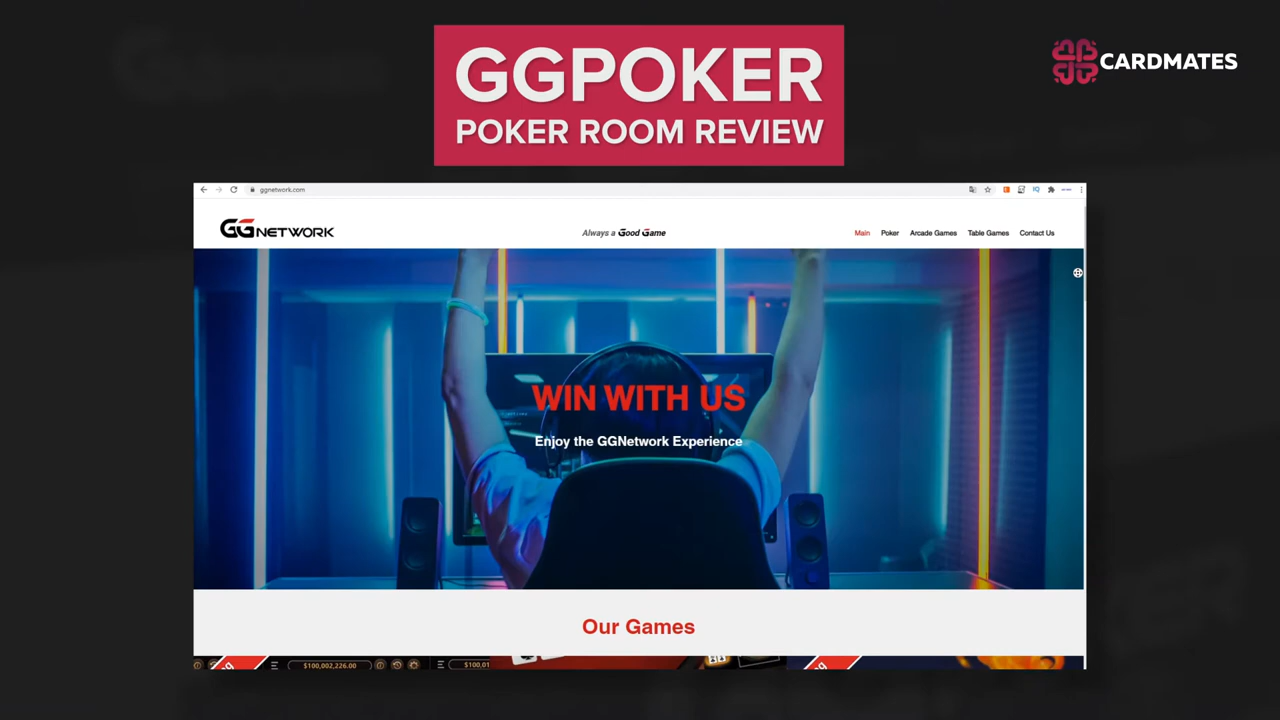 GGPOKER
POKER ROOM REVIEW
CARDMATES
ggnetwork.com
GGNETWORK
Always a Good Game
Main Poker Arcade Games Table Games Contact Us
WIN WITH US
Enjoy the GGNetwork Experience
Our Games
$100,002,226.00
$100,01